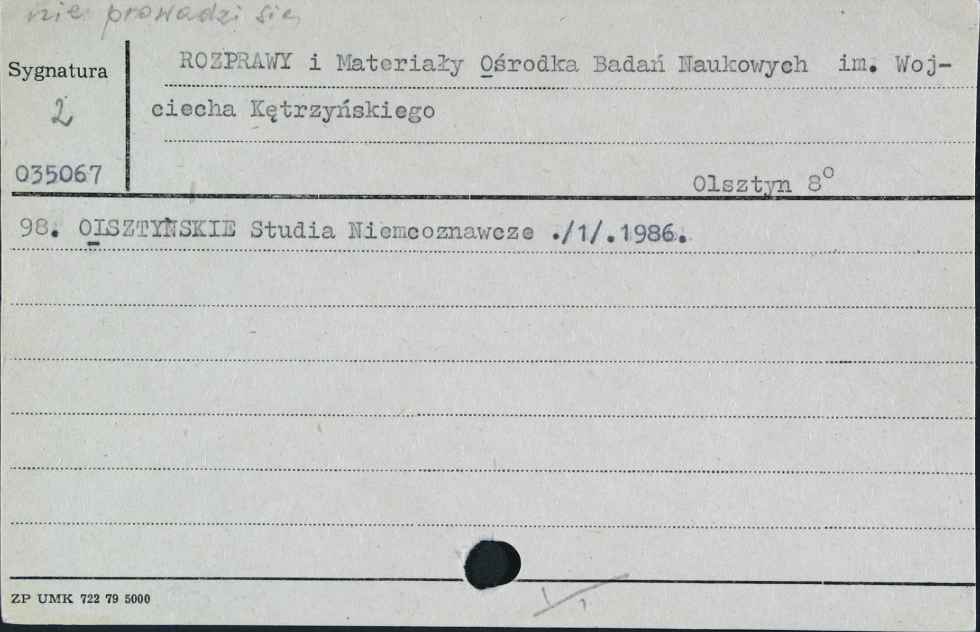 nie prowadzi się
Sygnatura
2
035067
ROZPRAWY i Materiały Ośrodka Badań Naukowych im. Woj-
ciecha Kętrzyńskiego
Olsztyn 8°
98. OLSZTYŃSKIE Studia Niemcoznawcze ./1/.1986.
ZP UMK 722 79 5000